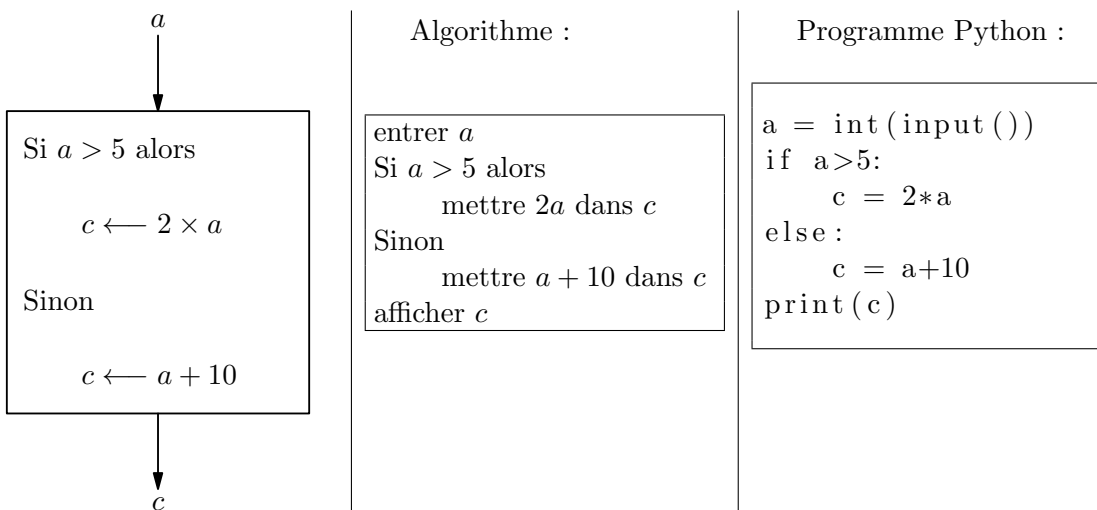 a
Si a > 5 alors
c ⟵ 2 × a
Sinon
c ⟵ a + 10
c
Algorithme :
entrer a
Si a > 5 alors
mettre 2a dans c
Sinon
mettre a + 10 dans c
afficher c
Programme Python :
a = int(input())
if a>5:
c = 2*a
else:
c = a+10
print(c)